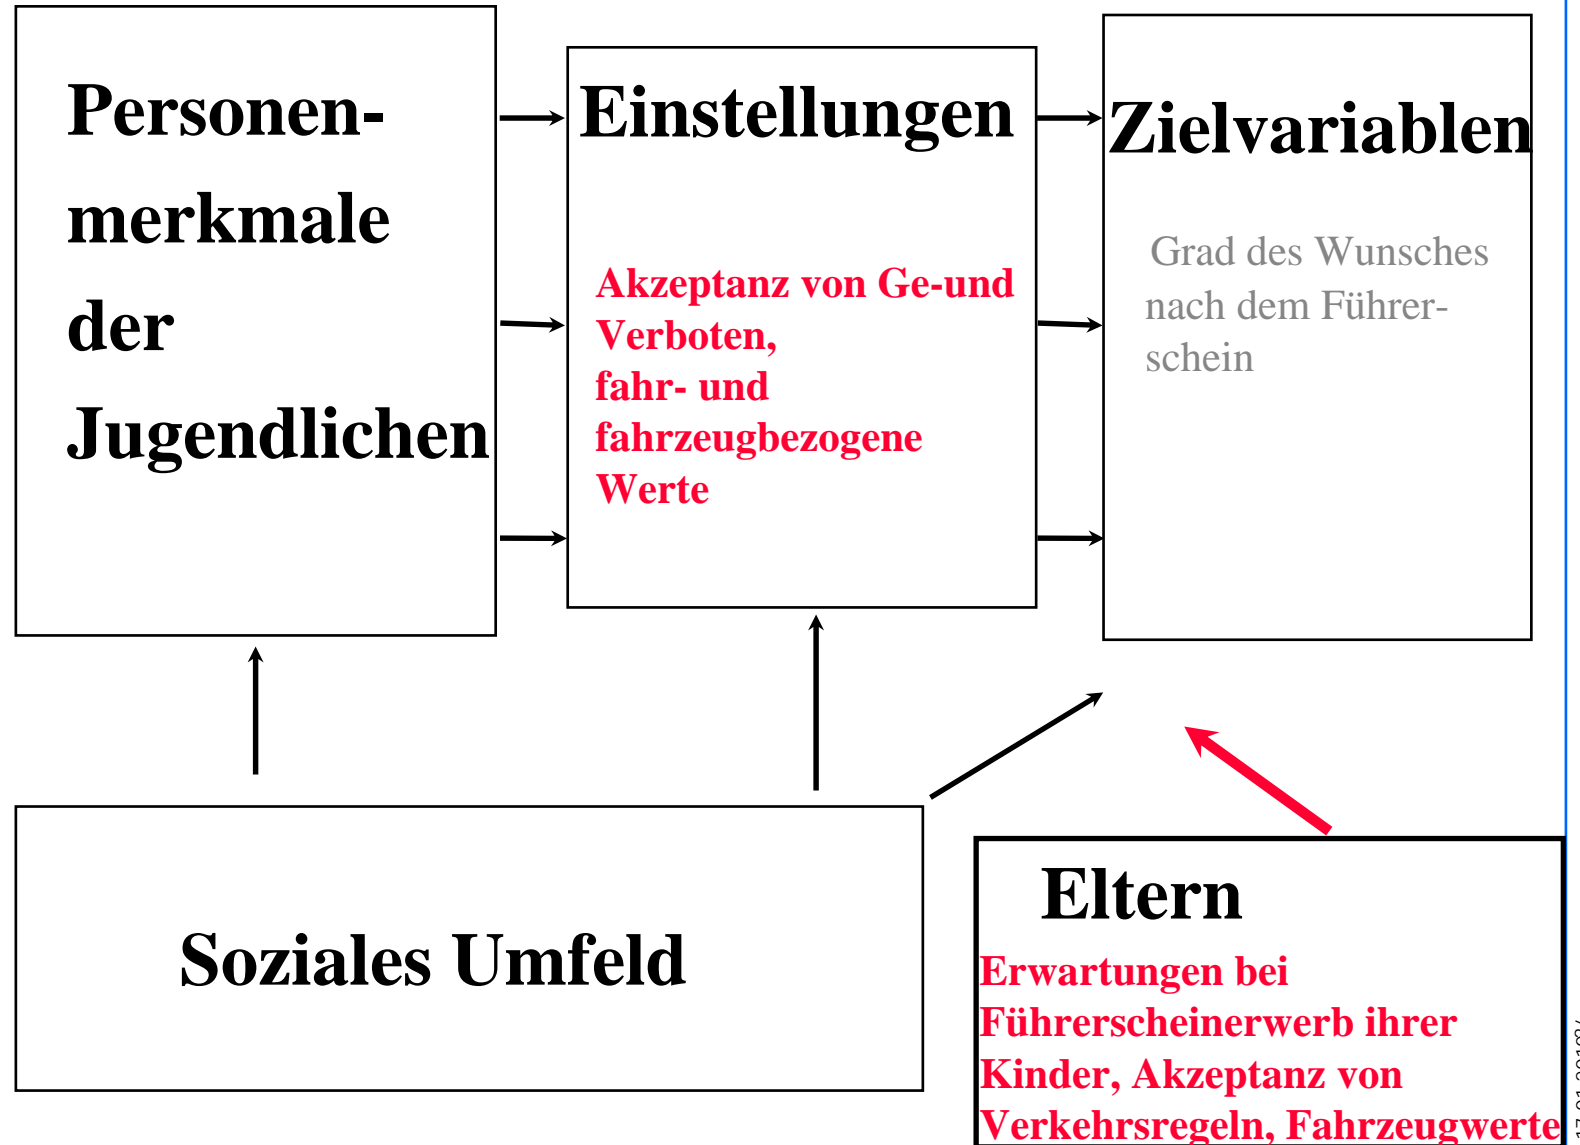 Personen-
merkmale
der
Jugendlichen
Einstellungen
Akzeptanz von Ge-und
Verboten,
fahr- und
fahrzeugbezogene
Werte
Zielvariablen
Grad des Wunsches
nach dem Führer-
schein
Soziales Umfeld
Eltern
Erwartungen bei
Führerscheinerwerb ihrer
Kinder, Akzeptanz von
Verkehrsregeln, Fahrzeugwerte